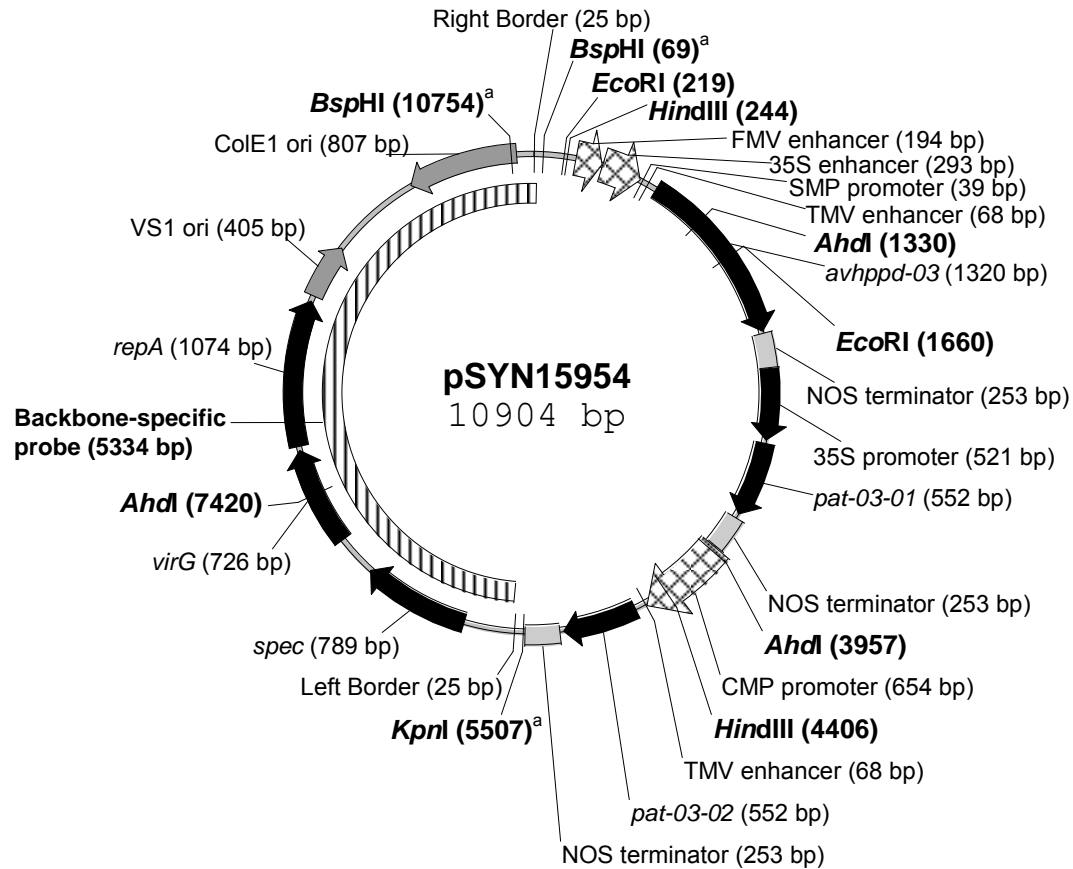 Right Border (25 bp)
BspHI (69)a
EcoRI (219)
HindIII (244)
FMV enhancer (194 bp)
35S enhancer (293 bp)
SMP promoter (39 bp)
TMV enhancer (68 bp)
AhdI (1330)
avhppd-03 (1320 bp)
EcoRI (1660)
NOS terminator (253 bp)
35S promoter (521 bp)
pat-03-01 (552 bp)
NOS terminator (253 bp)
AhdI (3957)
CMP promoter (654 bp)
HindIII (4406)
TMV enhancer (68 bp)
pat-03-02 (552 bp)
NOS terminator (253 bp)
KpnI (5507)a
Left Border (25 bp)
spec (789 bp)
virG (726 bp)
AhdI (7420)
Backbone-specific
probe (5334 bp)
repA (1074 bp)
VS1 ori (405 bp)
ColE1 ori (807 bp)
BspHI (10754)a
pSYN15954
10904 bp